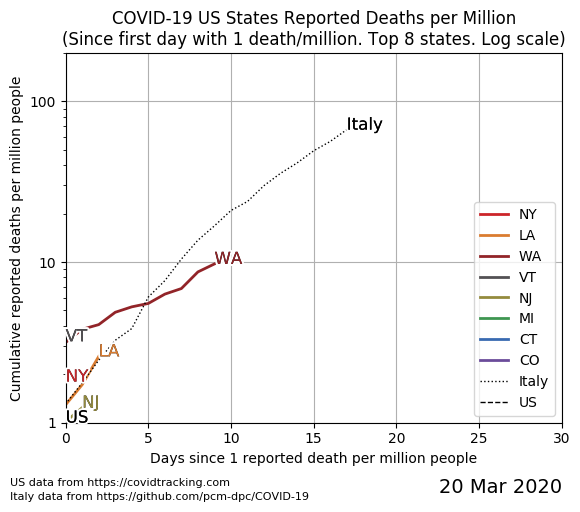 COVID-19 US States Reported Deaths per Million
(Since first day with 1 death/million. Top 8 states. Log scale)
Cumulative reported deaths per million people
100
10
1
Italy
WA
VT
LA
NY
NJ
US
NY
LA
WA
VT
NJ
MI
CT
CO
Italy
US
0 5 10 15 20 25 30
Days since 1 reported death per million people
US data from https://covidtracking.com
Italy data from https://github.com/pcm-dpc/COVID-19
20 Mar 2020